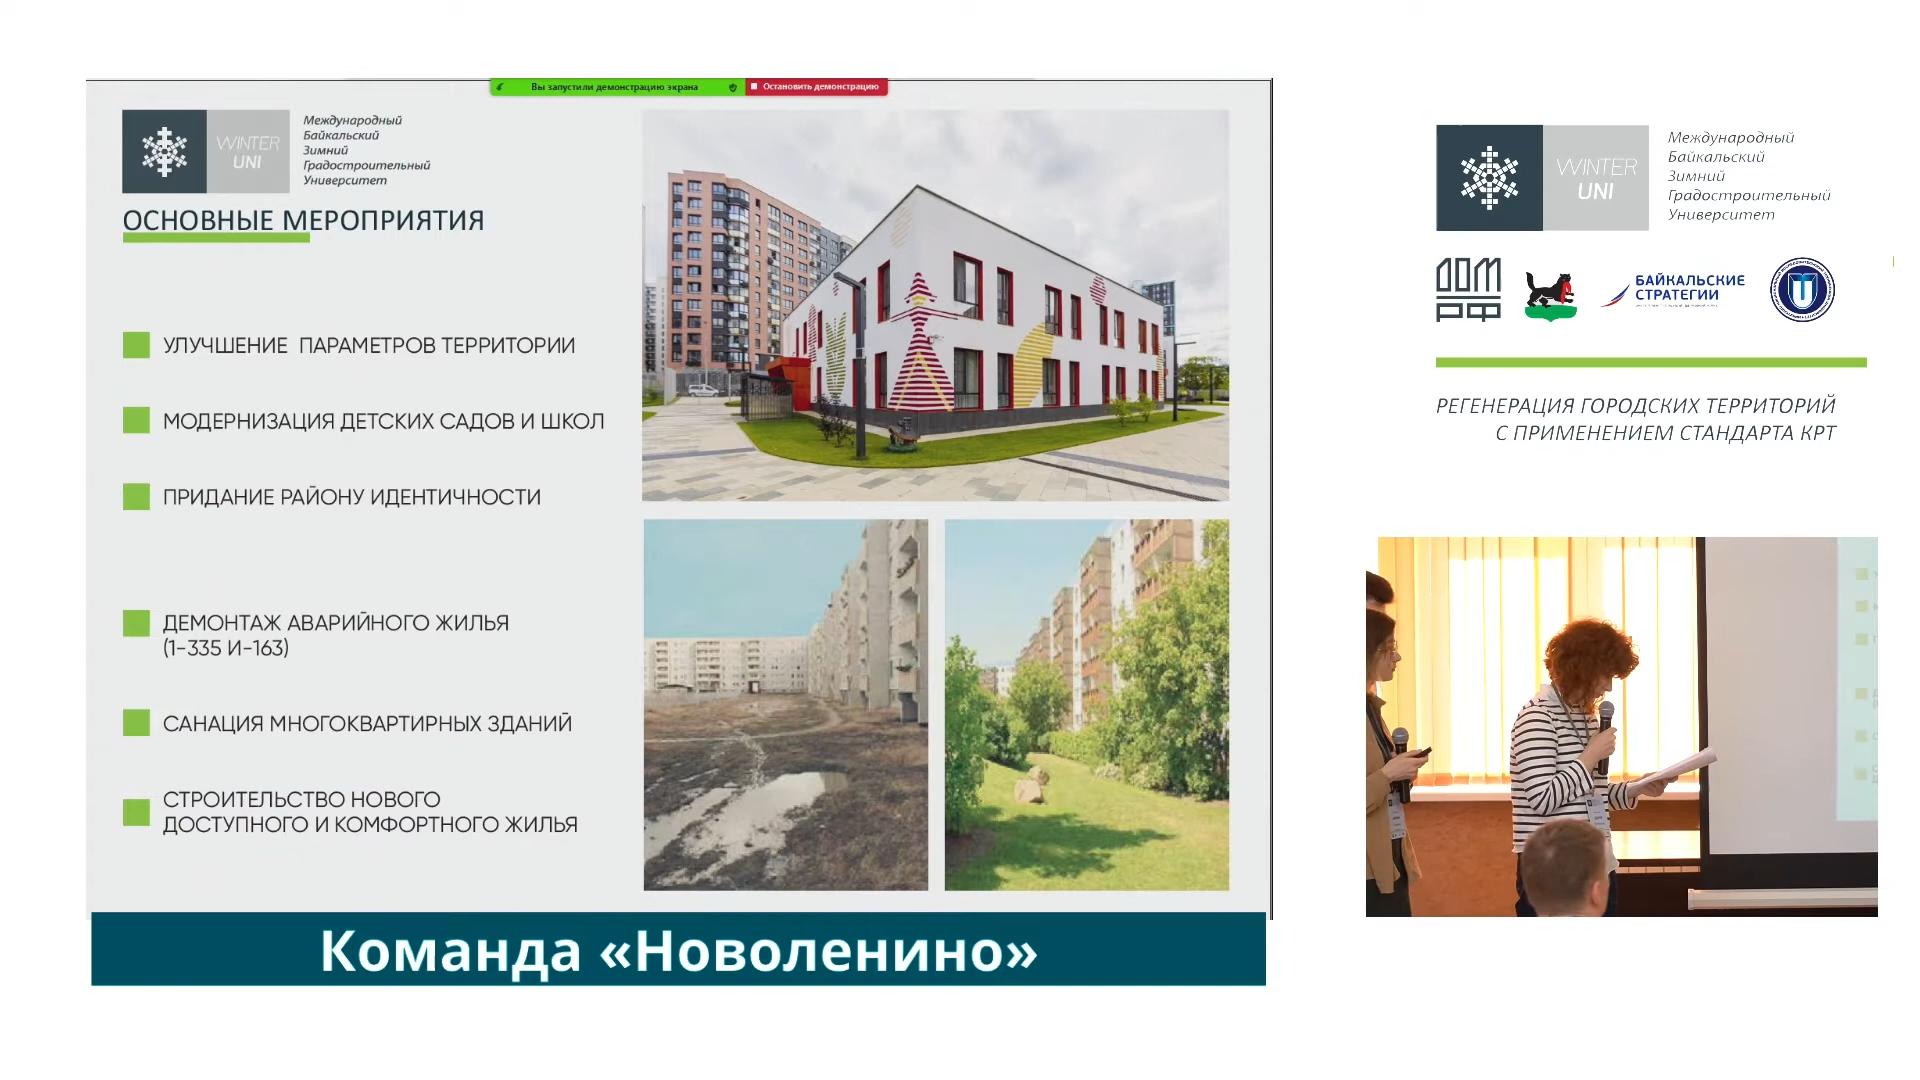 Вы запустили демонстрацию экрана
Остановить демонстрацию
WINTER
UNI
Международный
Байкальский
Зимний
Градостроительный
Университет
ОСНОВНЫЕ МЕРОПРИЯТИЯ
УЛУЧШЕНИЕ ПАРАМЕТРОВ ТЕРРИТОРИИ
МОДЕРНИЗАЦИЯ ДЕТСКИХ САДОВ И ШКОЛ
ПРИДАНИЕ РАЙОНУ ИДЕНТИЧНОСТИ
ДЕМОНТАЖ АВАРИЙНОГО ЖИЛЬЯ
(1-335 И-163)
САНАЦИЯ МНОГОКВАРТИРНЫХ ЗДАНИЙ
СТРОИТЕЛЬСТВО НОВОГО
ДОСТУПНОГО И КОМФОРТНОГО ЖИЛЬЯ
Команда «Новоленино»
WINTER
UNI
Международный
Байкальский
Зимний
Градостроительный
Университет
ДОМ
РФ
БАЙКАЛЬСКИЕ
СТРАТЕГИИ
РЕГЕНЕРАЦИЯ ГОРОДСКИХ ТЕРРИТОРИЙ
С ПРИМЕНЕНИЕМ СТАНДАРТА КРТ